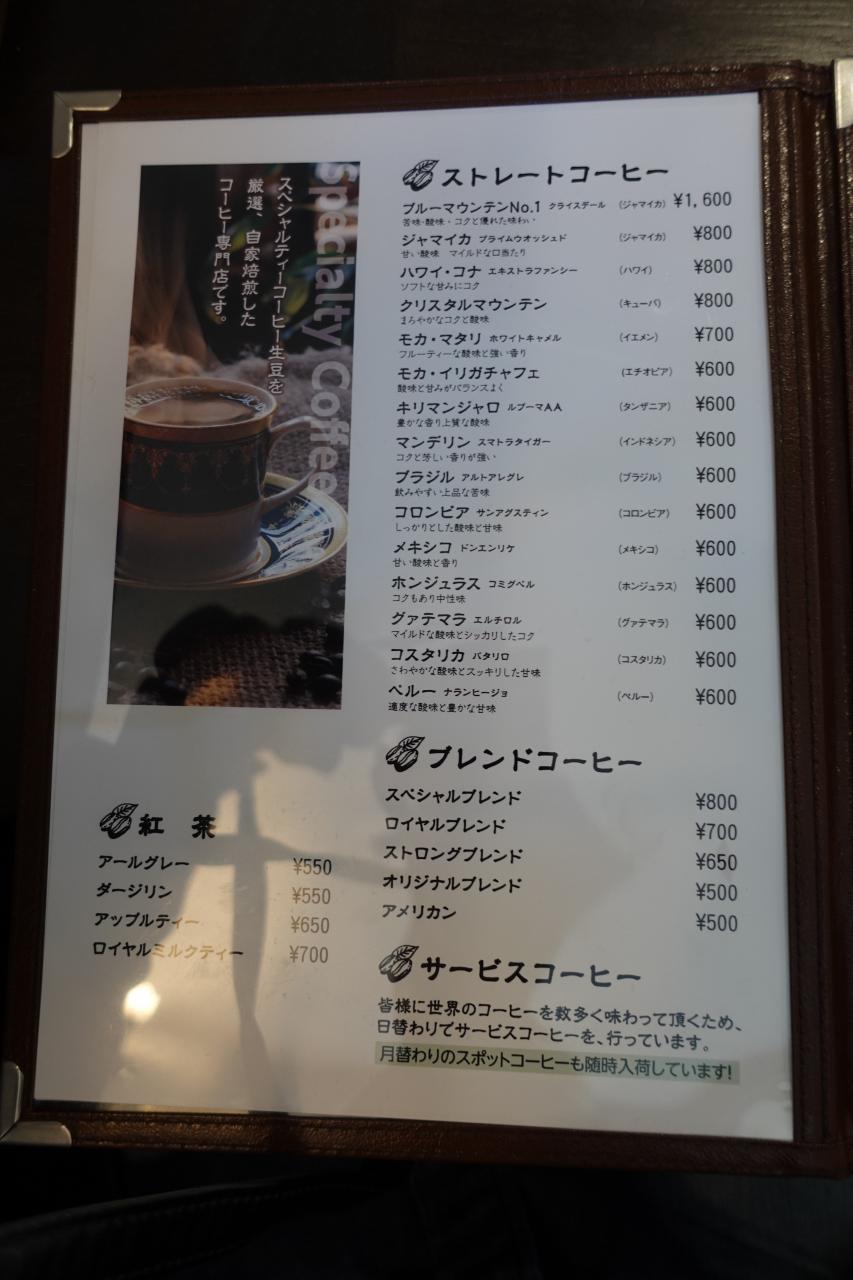 Specialty Coffee
スペシャルティーコーヒー生豆を
厳選、自家焙煎した
コーヒー専門店です。
ストレートコーヒー
ブルーマウンテンNo.1 クライスデール (ジャマイカ) ¥1,600
苦味・酸味・コクと優れた味わい
ジャマイカ プライムウオッシュド (ジャマイカ) ¥800
甘い酸味 マイルドな口当たり
ハワイ・コナ エキストラファンシー (ハワイ) ¥800
ソフトな甘みにコク
クリスタルマウンテン (キューバ) ¥800
まろやかなコクと酸味
モカ・マタリ ホワイトキャメル (イエメン) ¥700
フルーティーな酸味と強い香り
モカ・イリガチャフェ (エチオピア) ¥600
酸味と甘みがバランスよく
キリマンジャロ ルブーマAA (タンザニア) ¥600
豊かな香り上質な酸味
マンデリン スマトラタイガー (インドネシア) ¥600
コクと芳しい香りが強い
ブラジル アルトアレグレ (ブラジル) ¥600
飲みやすい上品な苦味
コロンビア サンアグスティン (コロンビア) ¥600
しっかりとした酸味と甘味
メキシコ ドンエンリケ (メキシコ) ¥600
甘い酸味と香り
ホンジュラス コミグベル (ホンジュラス) ¥600
コクもあり中性味
グァテマラ エルチロル (グァテマラ) ¥600
マイルドな酸味とシッカリしたコク
コスタリカ バタリロ (コスタリカ) ¥600
さわやかな酸味とスッキリした甘味
ペルー ナランヒージョ (ペルー) ¥600
適度な酸味と豊かな甘味
ブレンドコーヒー
スペシャルブレンド ¥800
ロイヤルブレンド ¥700
ストロングブレンド ¥650
オリジナルブレンド ¥500
アメリカン ¥500
サービスコーヒー
皆様に世界のコーヒーを数多く味わって頂くため、
日替わりでサービスコーヒーを、行っています。
月替わりのスポットコーヒーも随時入荷しています!
紅 茶
アールグレー ¥550
ダージリン ¥550
アップルティー ¥650
ロイヤルミルクティー ¥700